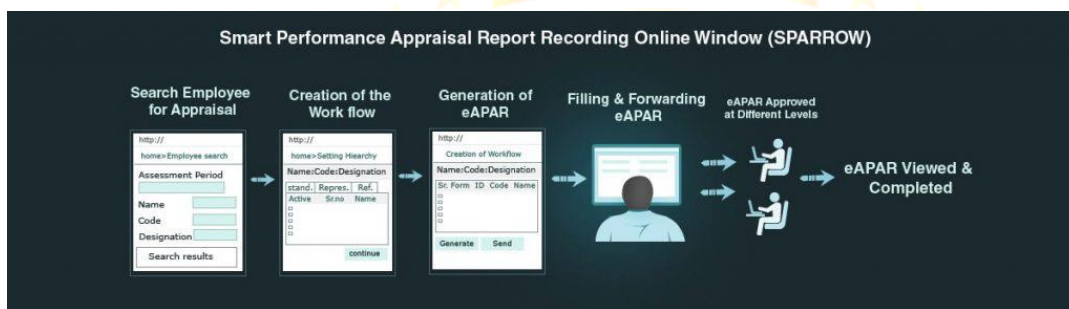 Smart Performance Appraisal Report Recording Online Window (SPARROW)
Search Employee
for Appraisal
http://
home>Employee search
Assessment Period
Name
Code
Designation
Search results
Creation of the
Work flow
http://
home>Setting Hiearchy
Name:Code:Designation
stand. Repres. Ref.
Active Sr.no Name
continue
Generation of
eAPAR
http://
Creation of Workflow
Name:Code:Designation
Sr. Form ID Code Name
Generate Send
Filling & Forwarding
eAPAR
eAPAR Approved
at Different Levels
eAPAR Viewed &
Completed